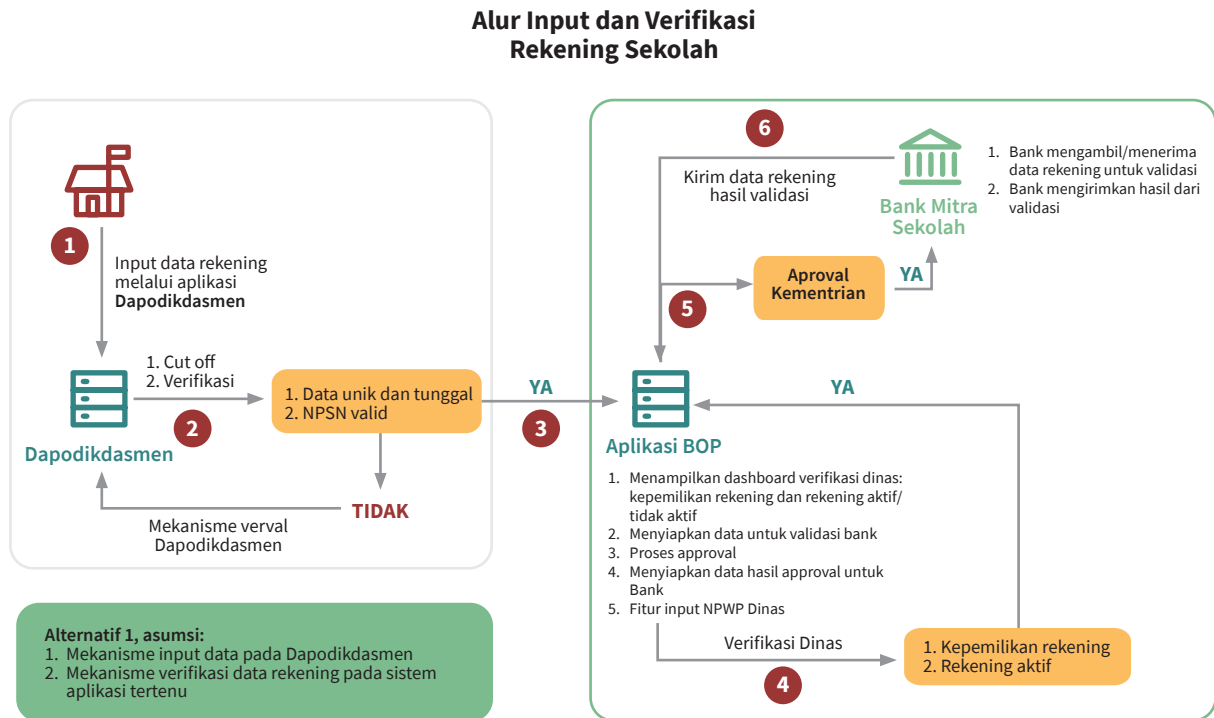 Alur Input dan Verifikasi
Rekening Sekolah
1
Input data rekening
melalui aplikasi
Dapodikdasmen
Dapodikdasmen
1. Cut off
2. Verifikasi
2
1. Data unik dan tunggal
2. NPSN valid
TIDAK
Mekanisme verval
Dapodikdasmen
YA
3
Alternatif 1, asumsi:
1. Mekanisme input data pada Dapodikdasmen
2. Mekanisme verifikasi data rekening pada sistem
aplikasi tertenu
6
Kirim data rekening
hasil validasi
Bank Mitra
Sekolah
1. Bank mengambil/menerima
data rekening untuk validasi
2. Bank mengirimkan hasil dari
validasi
5
Aproval
Kementrian
YA
YA
Aplikasi BOP
1. Menampilkan dashboard verifikasi dinas:
kepemilikan rekening dan rekening aktif/
tidak aktif
2. Menyiapkan data untuk validasi bank
3. Proses approval
4. Menyiapkan data hasil approval untuk
Bank
5. Fitur input NPWP Dinas
Verifikasi Dinas
4
1. Kepemilikan rekening
2. Rekening aktif